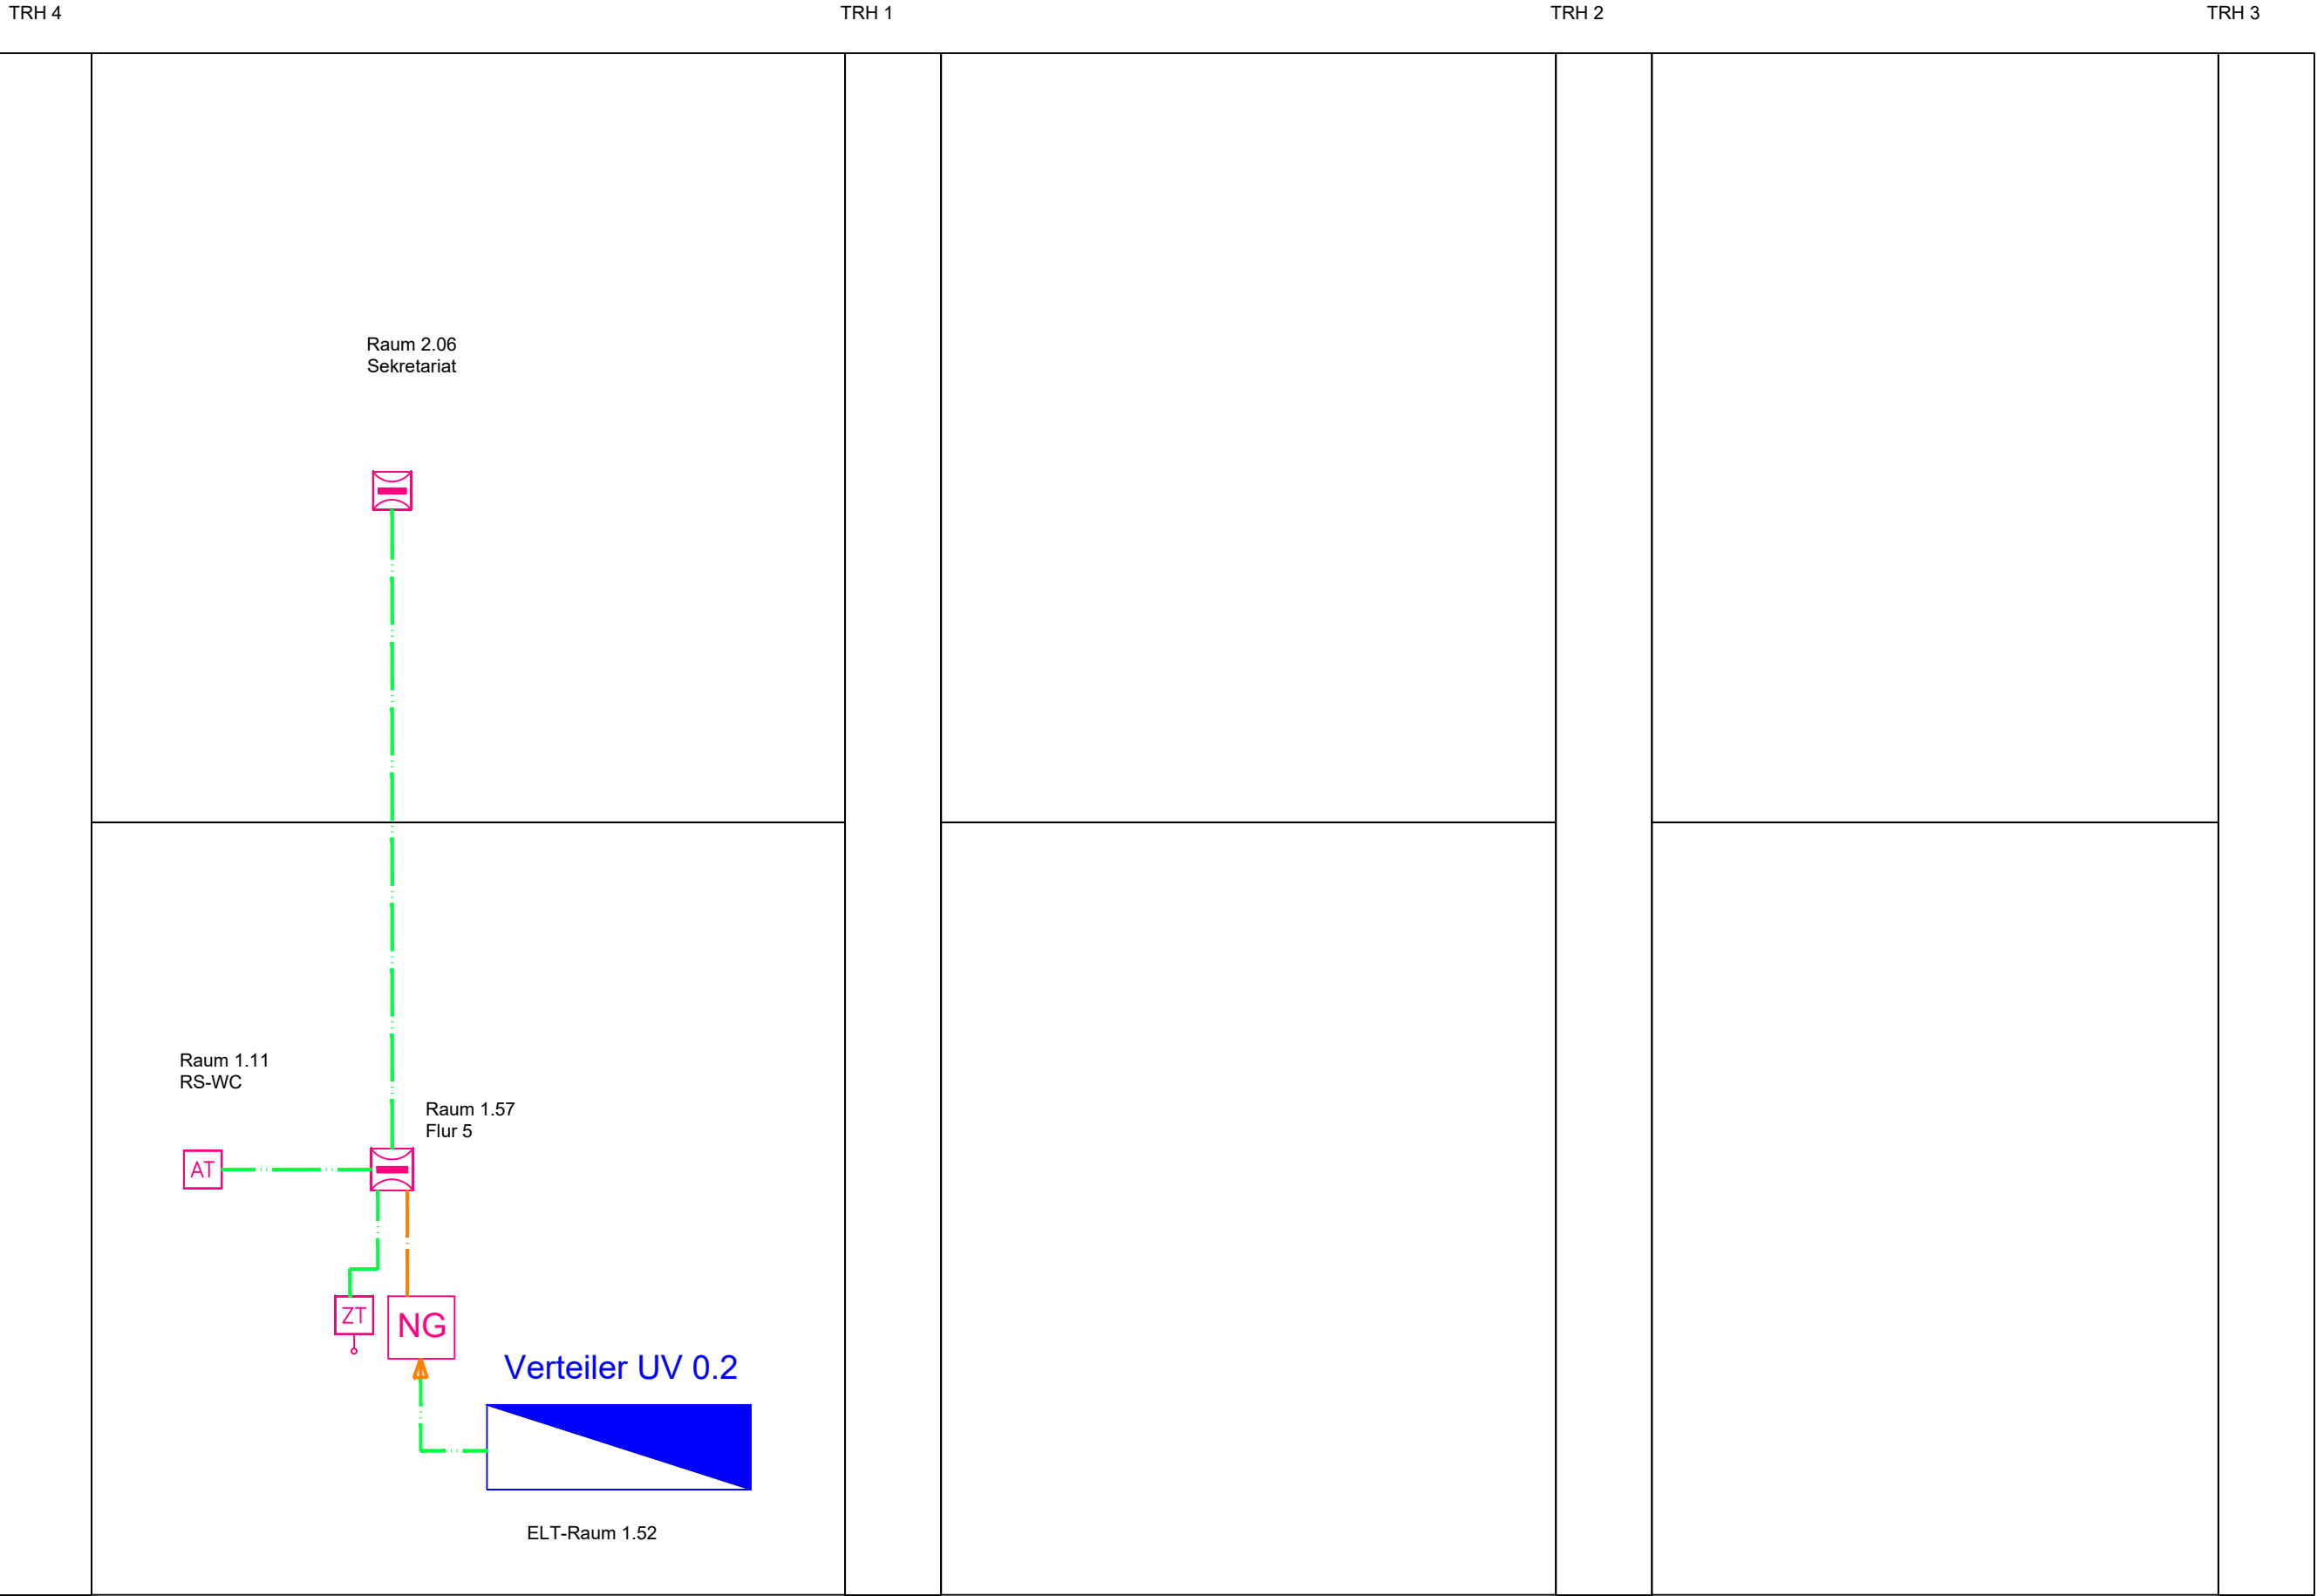 TRH 4
TRH 1
TRH 2
TRH 3
Raum 2.06
Sekretariat
Raum 1.11
RS-WC
Raum 1.57
Flur 5
AT
ZT
NG
Verteiler UV 0.2
ELT-Raum 1.52